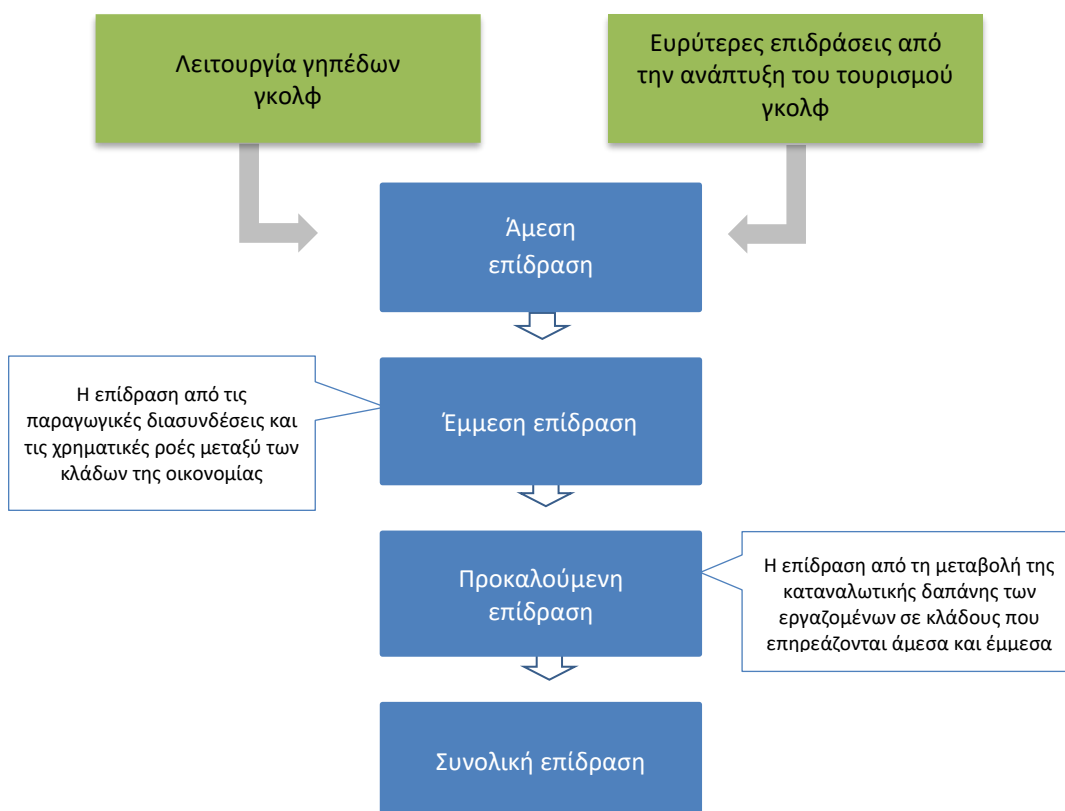 Λειτουργία γηπέδων
γκολφ
Ευρύτερες επιδράσεις από
την ανάπτυξη του τουρισμού
γκολφ
Άμεση
επίδραση
Η επίδραση από τις
παραγωγικές διασυνδέσεις και
τις χρηματικές ροές μεταξύ των
κλάδων της οικονομίας
Έμμεση επίδραση
Προκαλούμενη
επίδραση
Η επίδραση από τη μεταβολή της
καταναλωτικής δαπάνης των
εργαζομένων σε κλάδους που
επηρεάζονται άμεσα και έμμεσα
Συνολική επίδραση